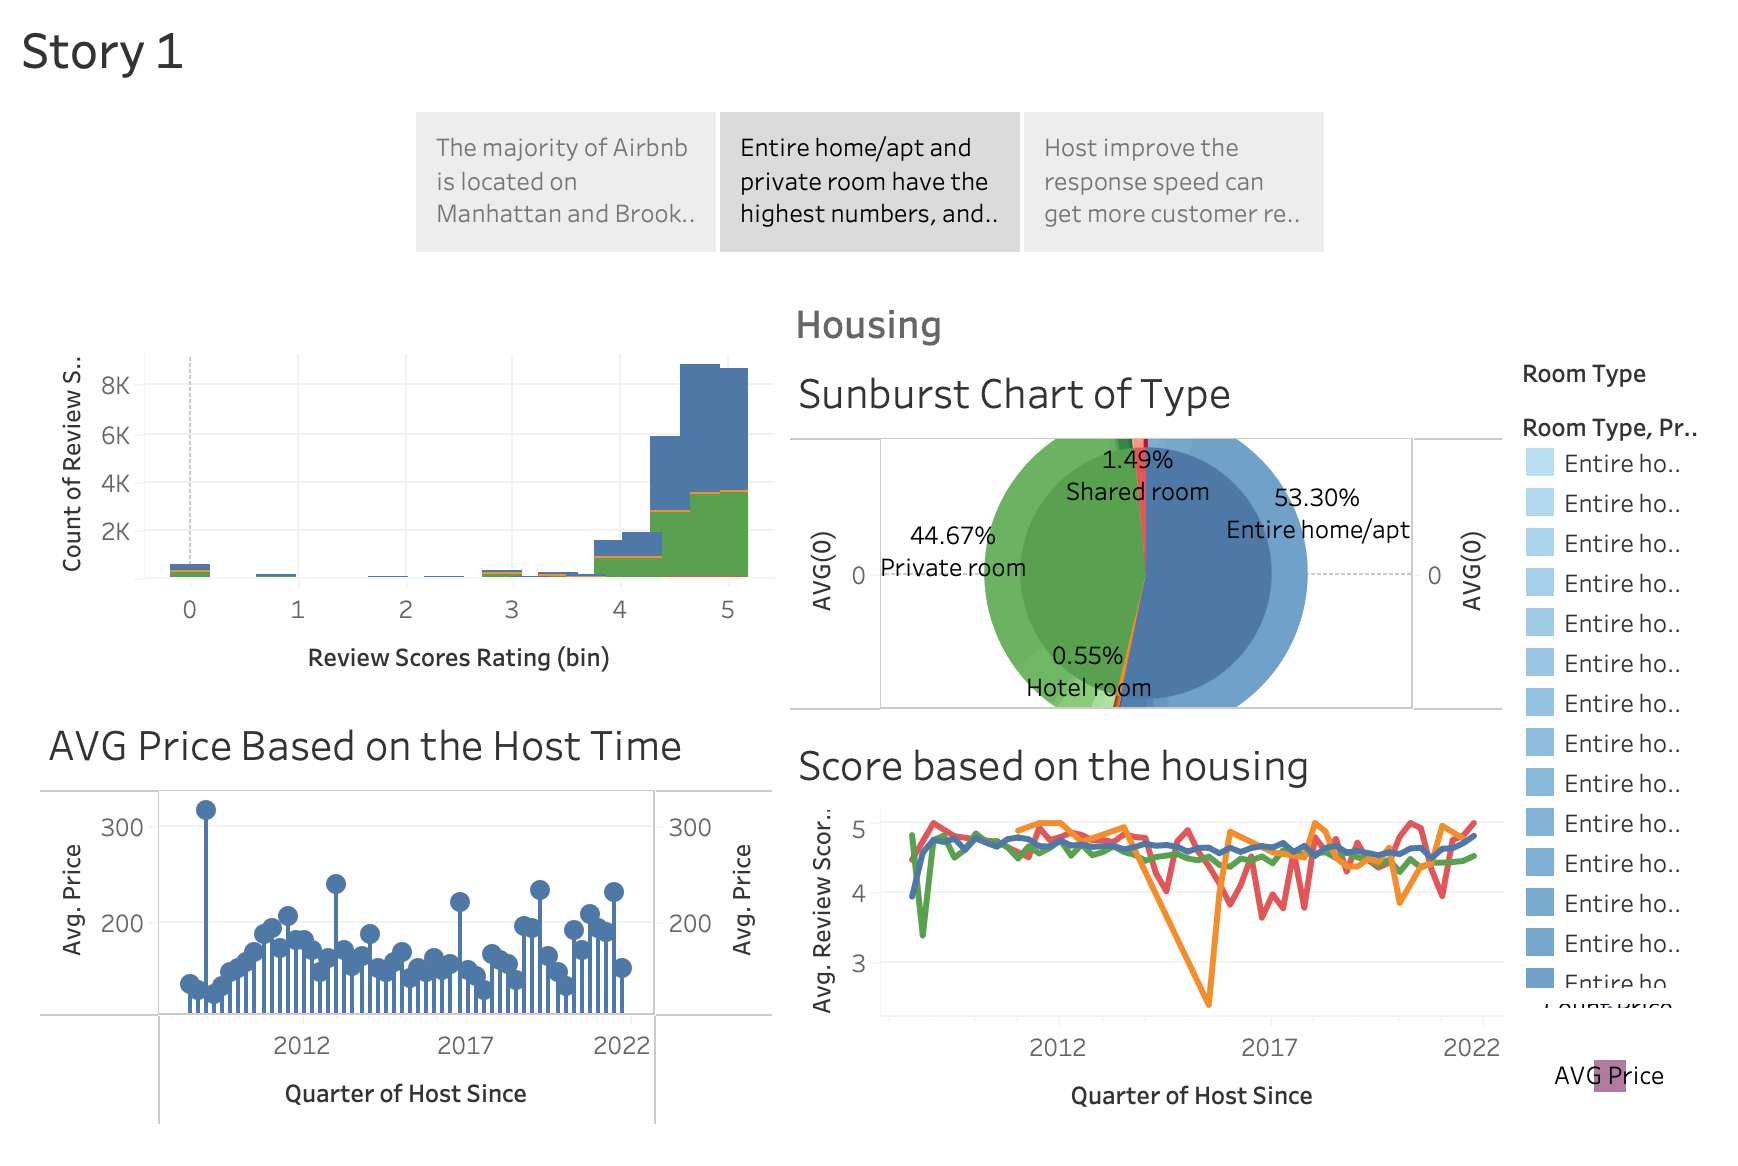 Story 1
The majority of Airbnb
is located on
Manhattan and Brook..
Entire home/apt and
private room have the
highest numbers, and..
Host improve the
response speed can
get more customer re..
Count of Review S..
8K
6K
4K
2K
0
1
2
3
4
5
Review Scores Rating (bin)
Housing
Sunburst Chart of Type
AVG(0)
0
1.49%
Shared room
53.30%
Entire home/apt
44.67%
Private room
0.55%
Hotel room
0
AVG(0)
AVG Price Based on the Host Time
Avg. Price
300
200
300
200
Avg. Price
2012
2017
2022
Quarter of Host Since
Score based on the housing
Avg. Review Scor..
5
4
3
2012
2017
2022
Quarter of Host Since
Room Type
Room Type, Pr..
Entire ho..
Entire ho..
Entire ho..
Entire ho..
Entire ho..
Entire ho..
Entire ho..
Entire ho..
Entire ho..
Entire ho..
Entire ho..
Entire ho..
Entire ho..
Entire ho..
Count Price
AVG Price